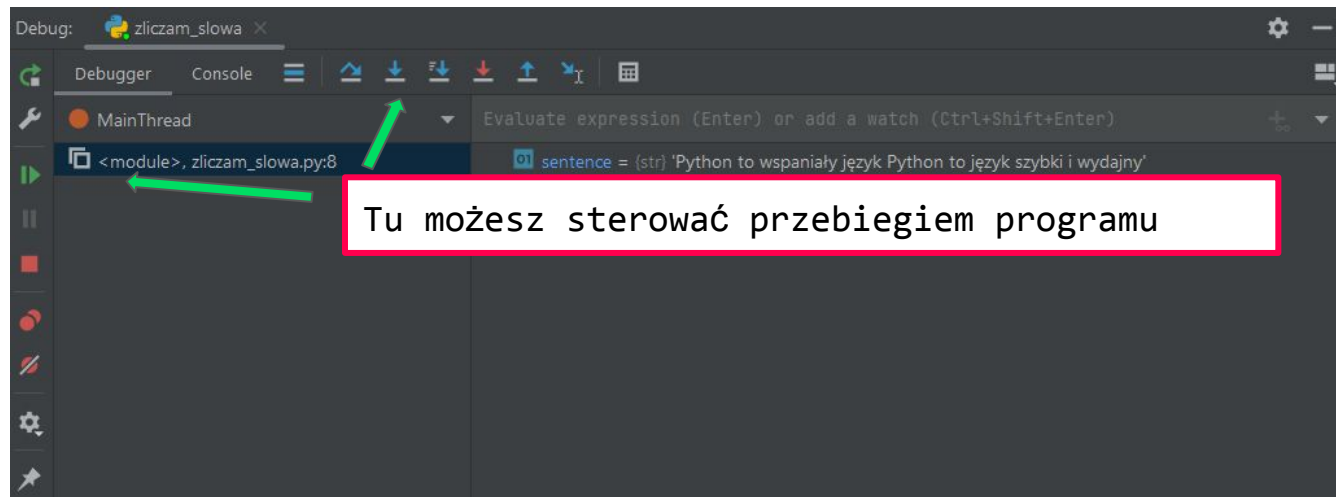 Debug: zliczam_slowa
Debugger Console
MainThread Evaluate expression (Enter) or add a watch (Ctrl+Shift+Enter)
<module>, zliczam_slowa.py:8 01 sentence = {str} 'Python to wspaniały język Python to język szybki i wydajny'
Tu możesz sterować przebiegiem programu